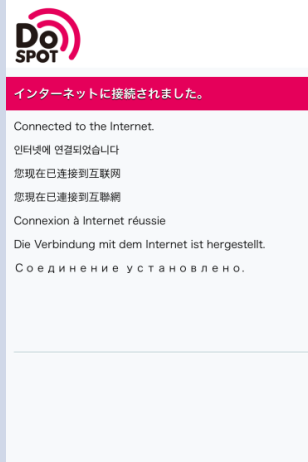 Do
SPOT
インターネットに接続されました。
Connected to the Internet.
인터넷에 연결되었습니다
您现在已连接到互联网
您現在已連接到互聯網
Connexion à Internet réussie
Die Verbindung mit dem Internet ist hergestellt.
Соединение установлено.